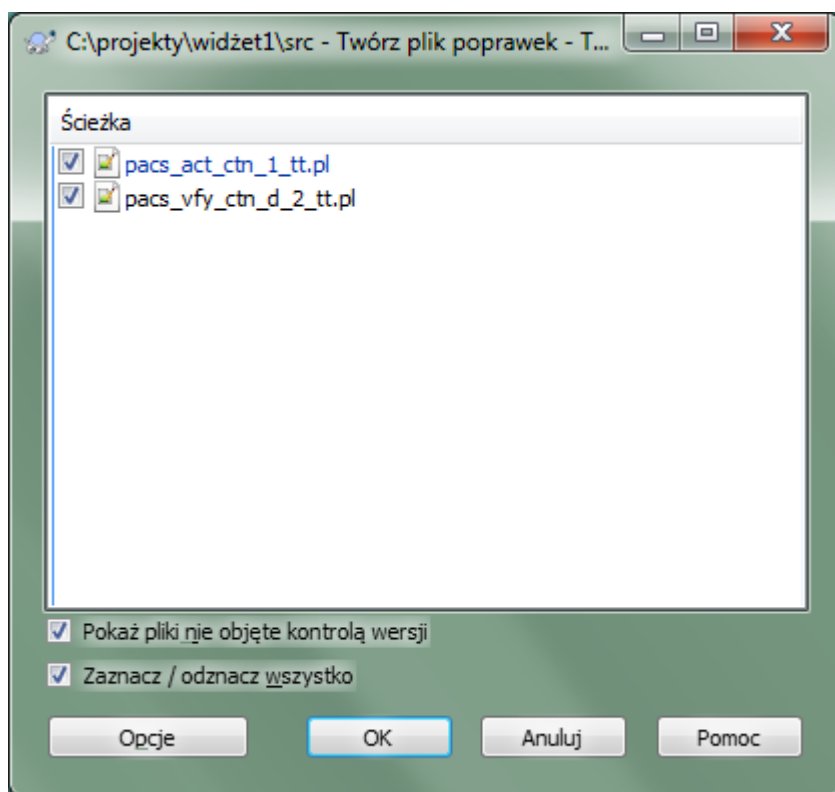 C:\projekty\widżet1\src - Twórz plik poprawek - T...
Ścieżka
pacs_act_ctn_1_tt.pl
pacs_vfy_ctn_d_2_tt.pl
Pokaż pliki nie objęte kontrolą wersji
Zaznacz / odznacz wszystko
Opcje OK Anuluj Pomoc